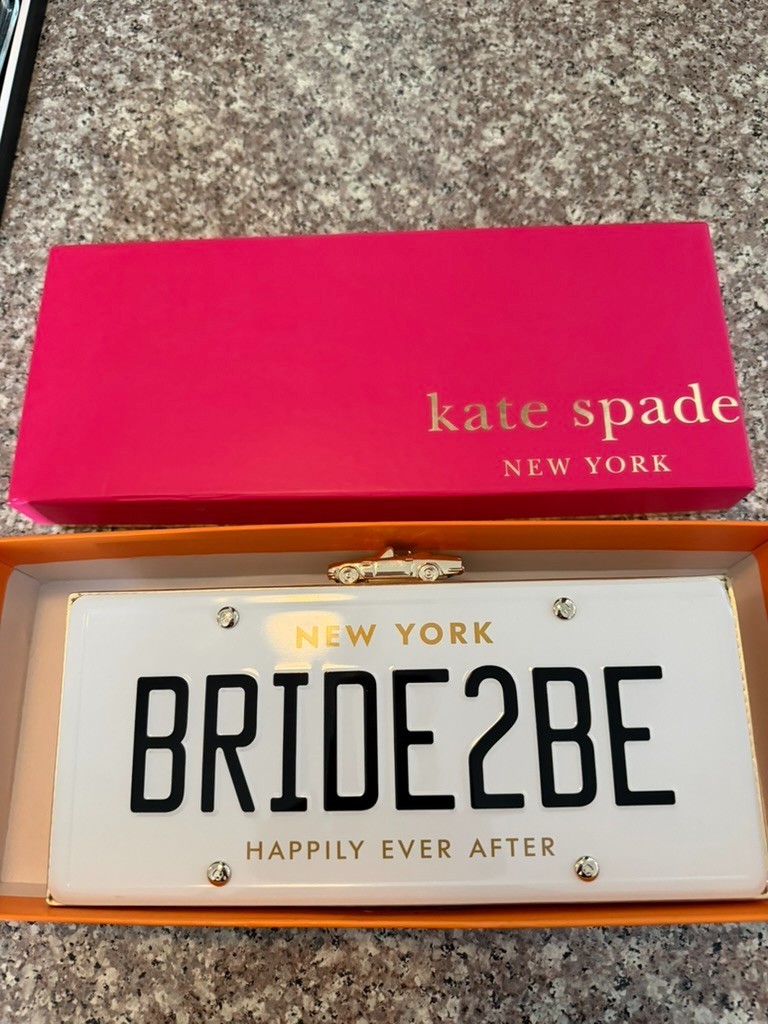 kate spade
NEW YORK
NEW YORK
BRIDE2BE
HAPPILY EVER AFTER